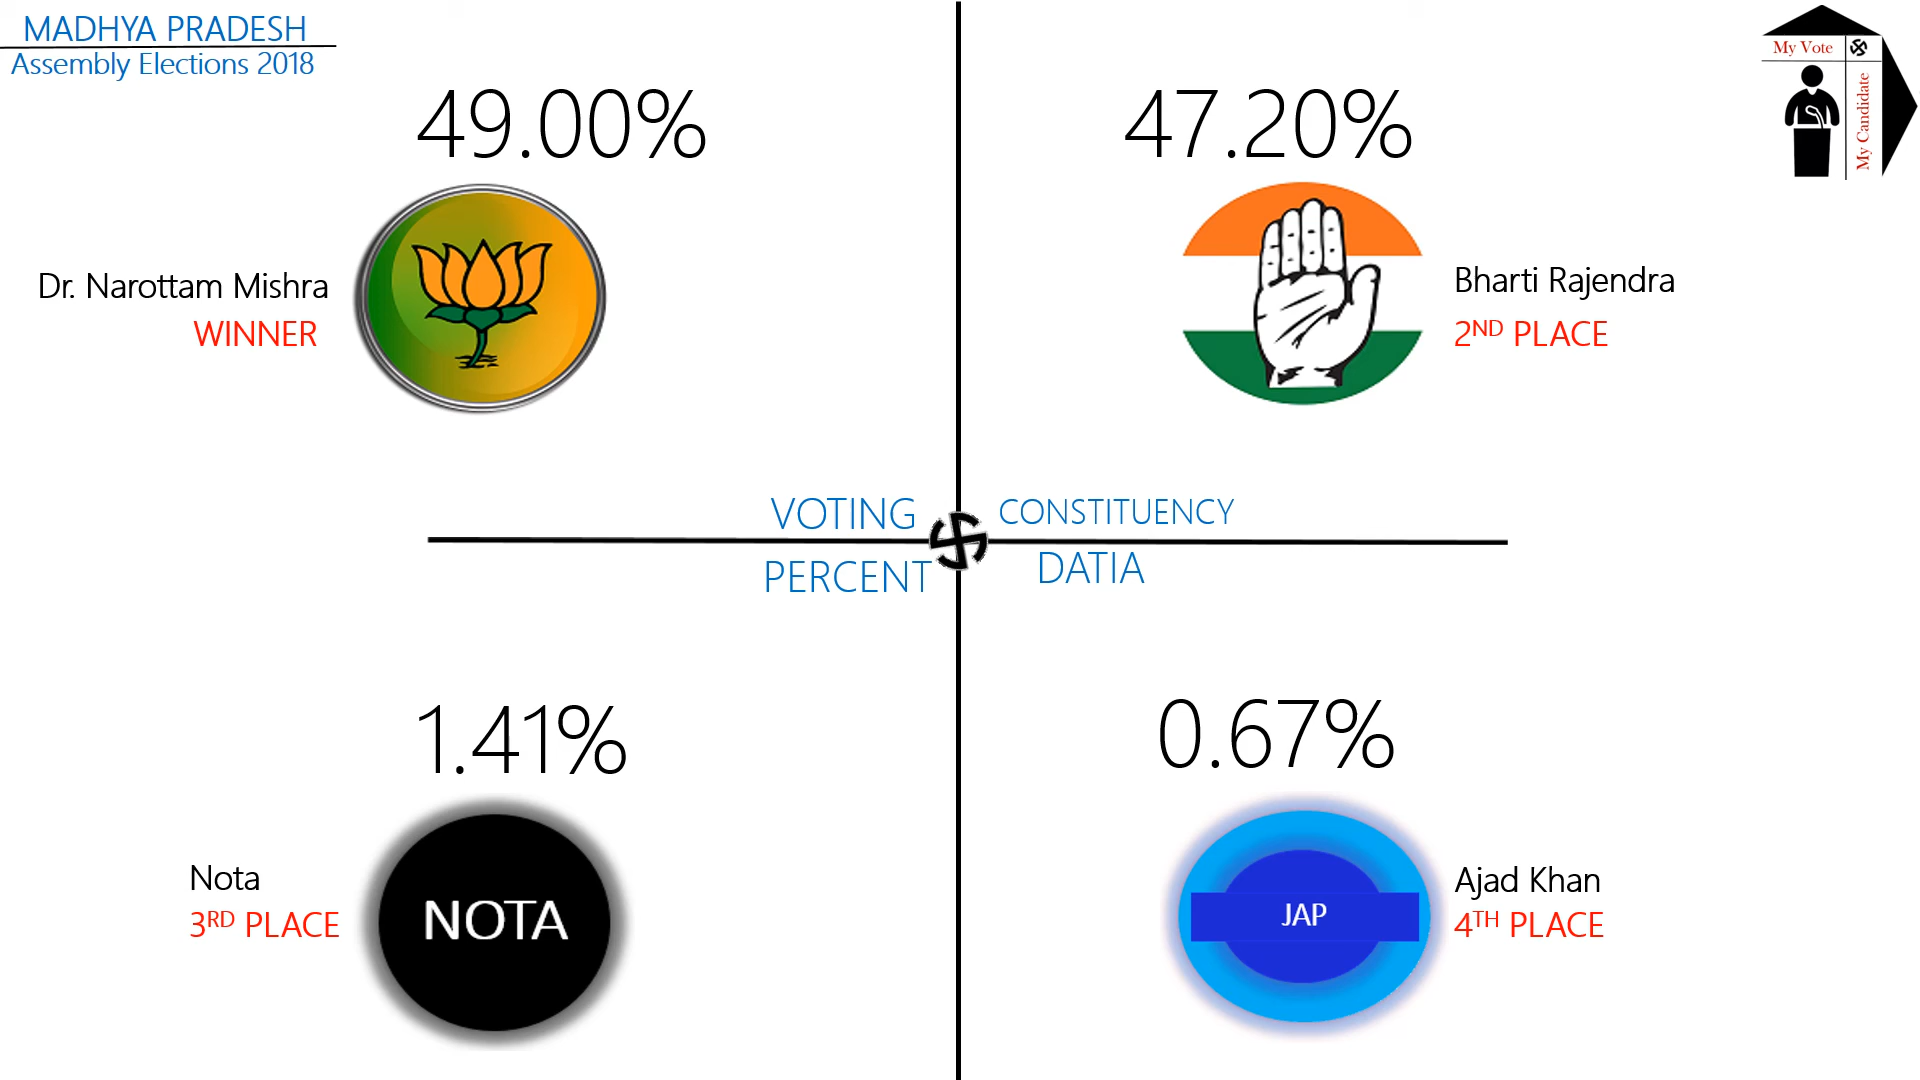 MADHYA PRADESH
Assembly Elections 2018
My Vote
My Candidate
49.00%
Dr. Narottam Mishra
WINNER
47.20%
Bharti Rajendra
2ND PLACE
VOTING
PERCENT
CONSTITUENCY
DATIA
1.41%
Nota
3RD PLACE
NOTA
0.67%
JAP
Ajad Khan
4TH PLACE